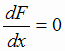 dF/dx = 0